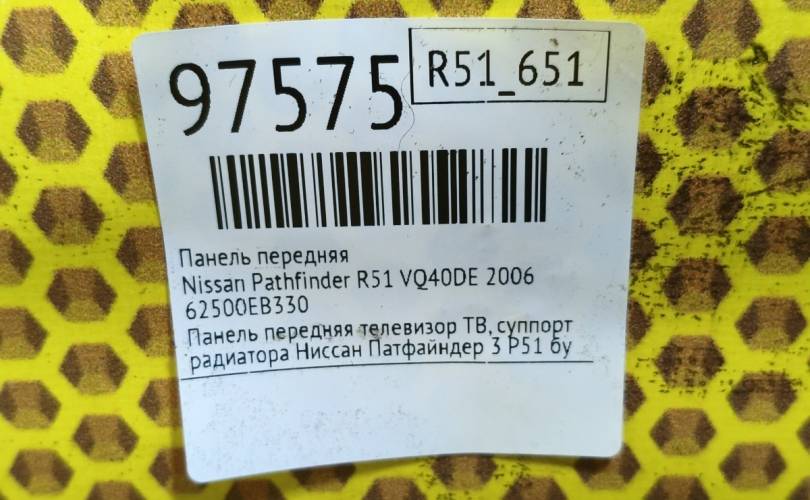 97575
R51_651
Панель передняя
Nissan Pathfinder R51 VQ40DE 2006
62500EB330
Панель передняя телевизор ТВ, суппорт
радиатора Ниссан Патфайндер 3 Р51 бу